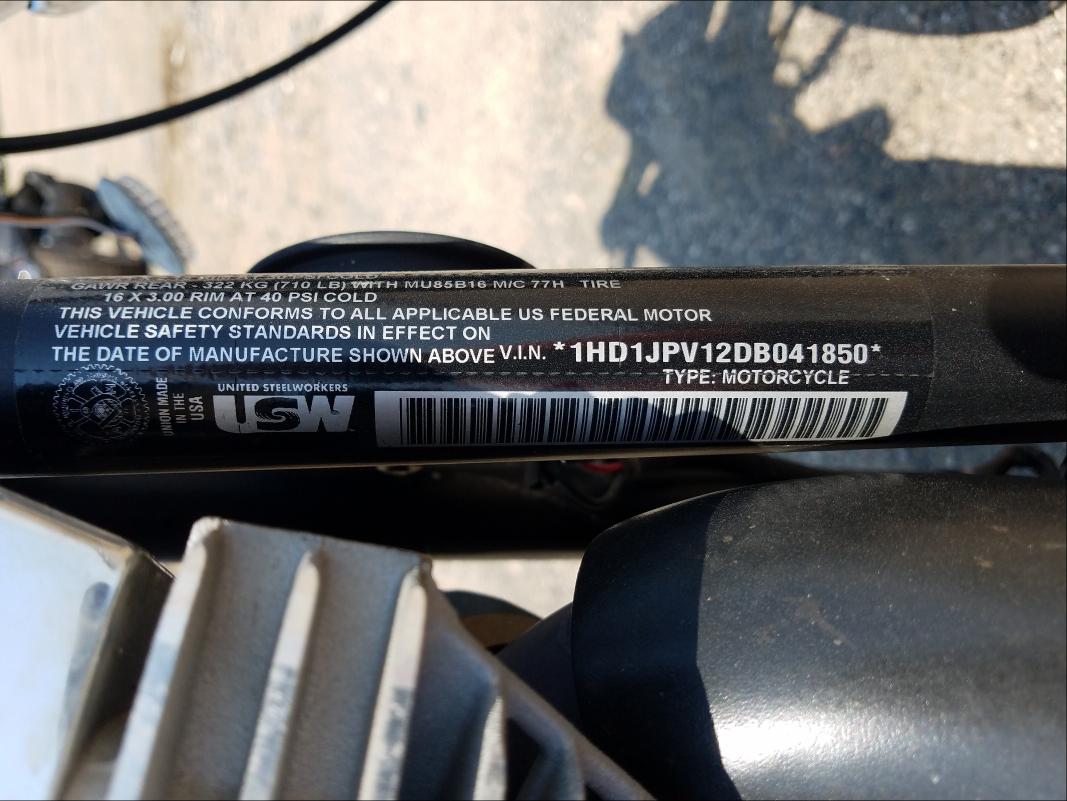 GAWR REAR - 322 KG (710 LB) WITH MU85B16 M/C 77H TIRE
16 X 3.00 RIM AT 40 PSI COLD
THIS VEHICLE CONFORMS TO ALL APPLICABLE US FEDERAL MOTOR
VEHICLE SAFETY STANDARDS IN EFFECT ON
THE DATE OF MANUFACTURE SHOWN ABOVE V.I.N. *1HD1JPV12DB041850*
TYPE: MOTORCYCLE
UNION MADE
IN THE
USA
UNITED STEELWORKERS
USW